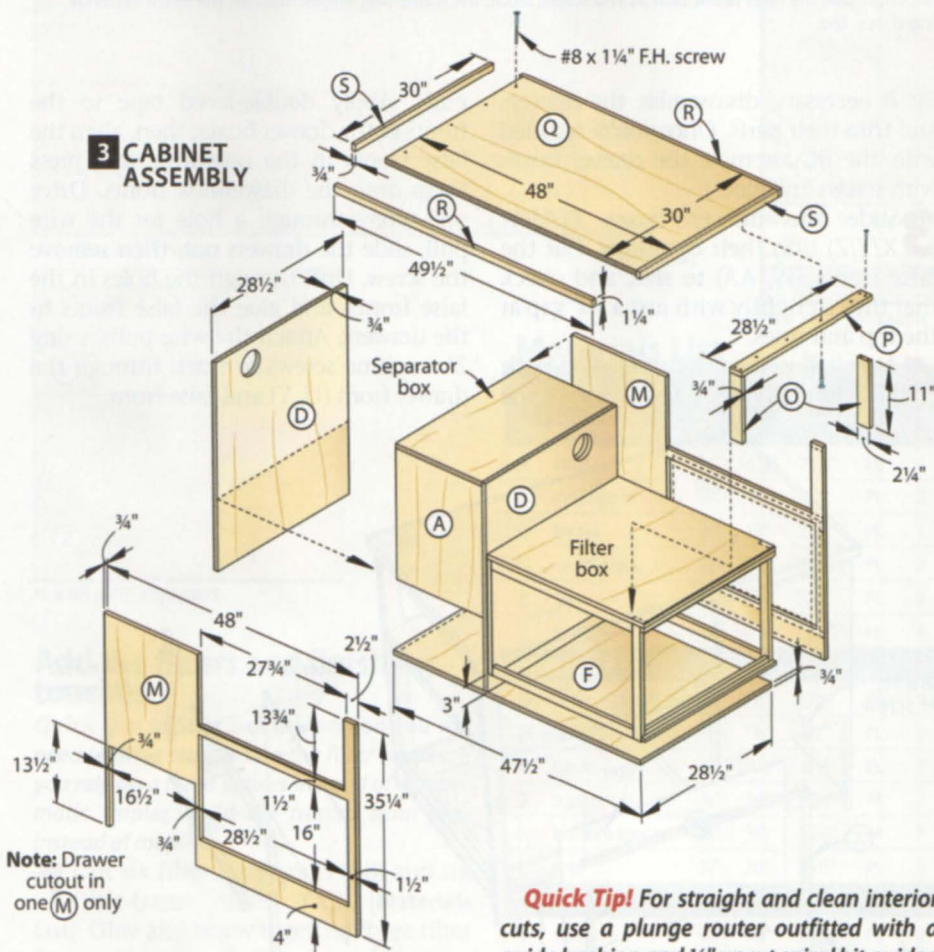 #8 x 1¼" F.H. screw
S
30"
Q
R
3 CABINET
ASSEMBLY
¾"
48"
30"
S
R
49½"
28½"
¾"
1¼"
28½"
P
Separator
box
M
¾"
O
11"
D
2¼"
A
D
¾"
Filter
box
48"
27¾"
2½"
M
F
¾"
3"
13¾"
¾"
13½"
16½"
1½"
35¼"
47½"
28½"
16"
¾"
28½"
1½"
Note: Drawer
cutout in
one M only
4"
Quick Tip! For straight and clean interior
cuts, use a plunge router outfitted with a